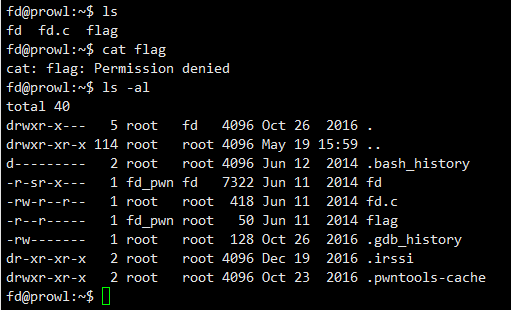 fd@prowl:~$ ls
fd  fd.c  flag
fd@prowl:~$ cat flag
cat: flag: Permission denied
fd@prowl:~$ ls -al
total 40
drwxr-x---   5 root   fd   4096 Oct 26  2016 .
drwxr-xr-x 114 root   root 4096 May 19 15:59 ..
d---------   2 root   root 4096 Jun 12  2014 .bash_history
-r-sr-x---   1 fd_pwn fd   7322 Jun 11  2014 fd
-rw-r--r--   1 root   root  418 Jun 11  2014 fd.c
-r--r-----   1 fd_pwn root   50 Jun 11  2014 flag
-rw-------   1 root   root  128 Oct 26  2016 .gdb_history
dr-xr-xr-x   2 root   root 4096 Dec 19  2016 .irssi
drwxr-xr-x   2 root   root 4096 Oct 23  2016 .pwntools-cache
fd@prowl:~$